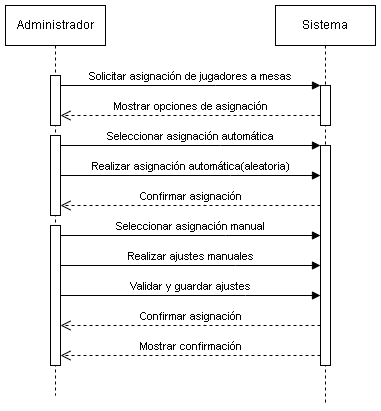 Administrador
Sistema
Solicitar asignación de jugadores a mesas
Mostrar opciones de asignación
Seleccionar asignación automática
Realizar asignación automática(aleatoria)
Confirmar asignación
Seleccionar asignación manual
Realizar ajustes manuales
Validar y guardar ajustes
Confirmar asignación
Mostrar confirmación